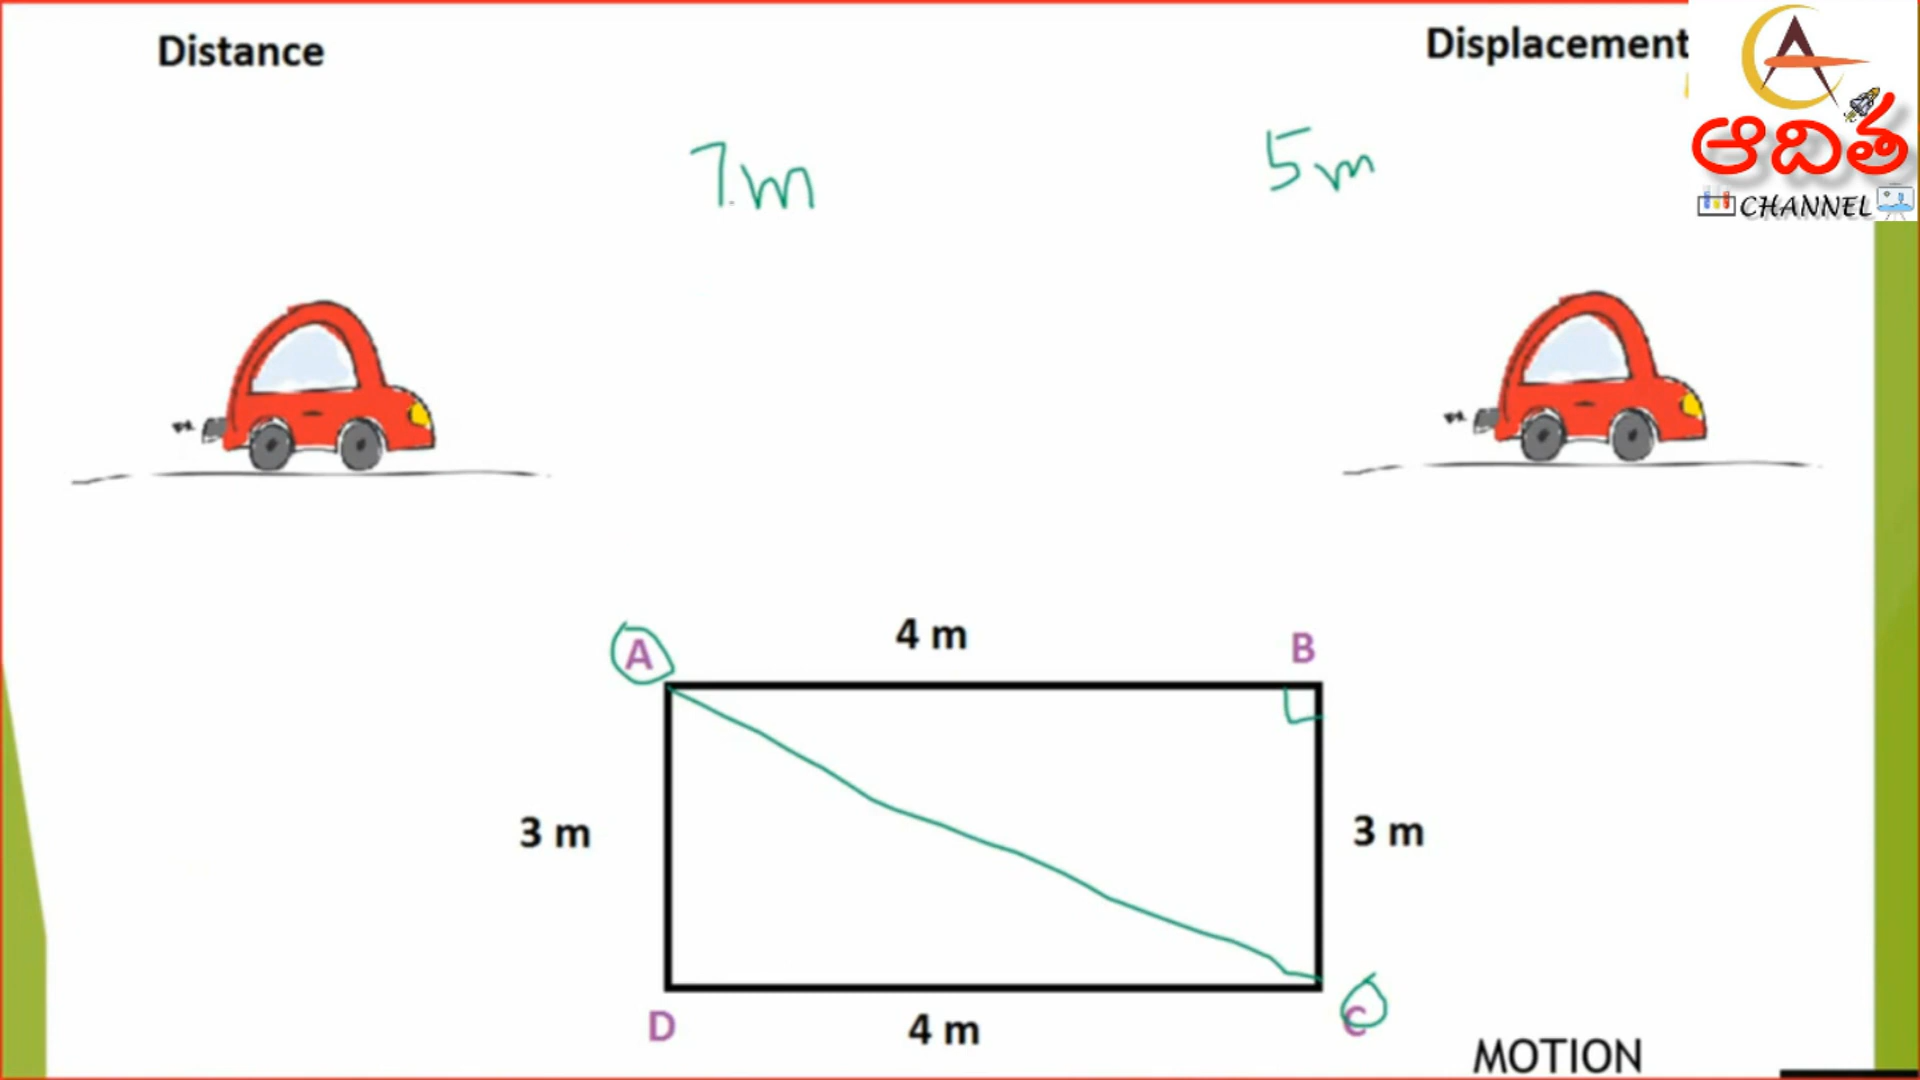 Distance
Displacement
ఆదిత్య
CHANNEL
7m
5m
A
4 m
B
3 m
3 m
D
4 m
C
MOTION